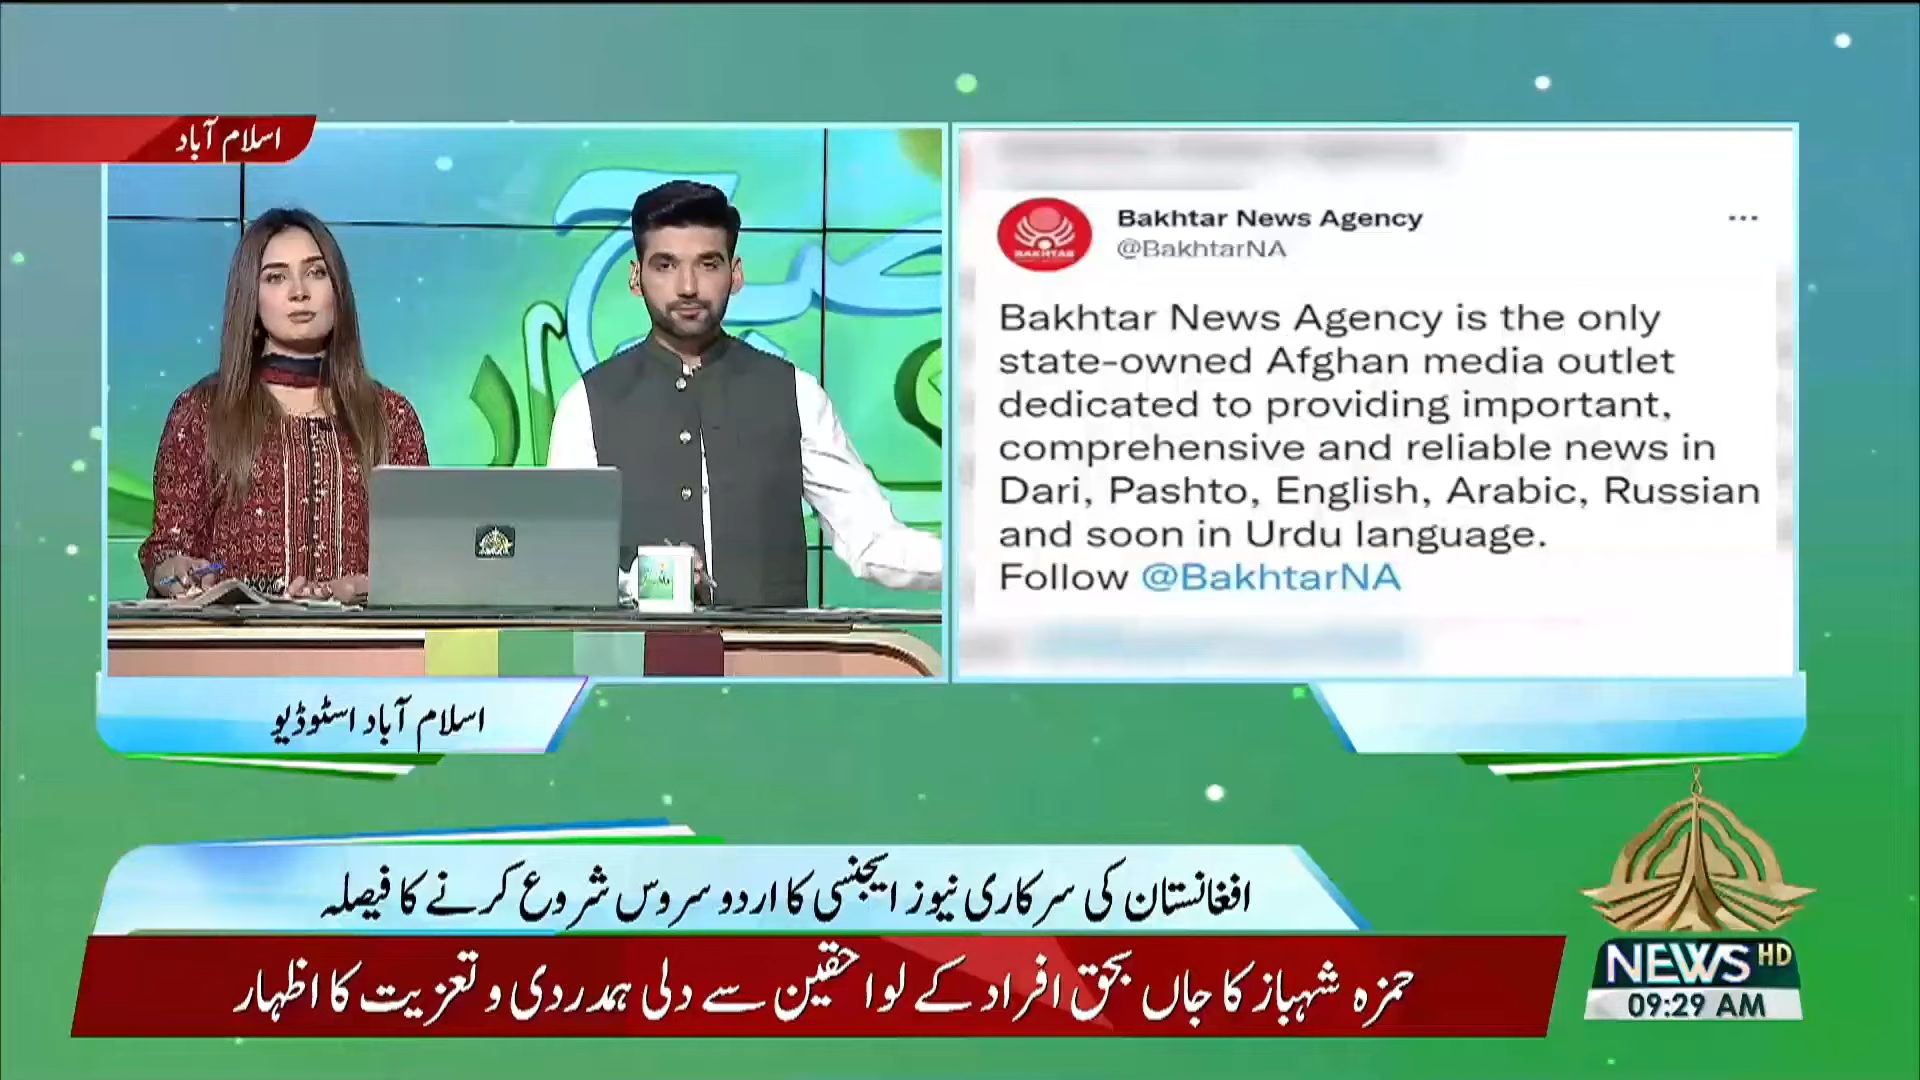 اسلام آباد
Bakhtar News Agency
@BakhtarNA
Bakhtar News Agency is the only
state-owned Afghan media outlet
dedicated to providing important,
comprehensive and reliable news in
Dari, Pashto, English, Arabic, Russian
and soon in Urdu language.
Follow @BakhtarNA
BAKHTAR
اسلام آباد اسٹوڈیو
افغانستان کی سرکاری نیوز ایجنسی کا اردو سروس شروع کرنے کا فیصلہ
حمزہ شہباز کا جاں بحق افراد کے لواحقین سے دلی ہمدردی و تعزیت کا اظہار
NEWS HD
09:29 AM